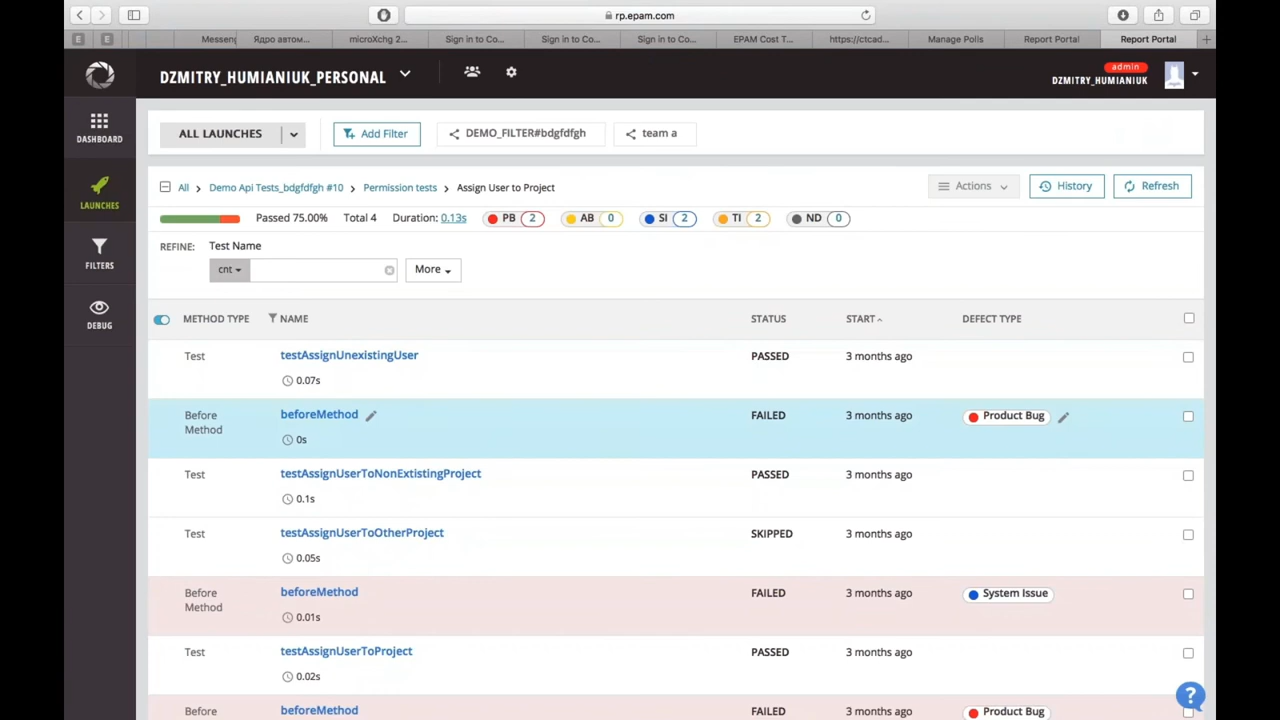 rp.epam.com
E
E
Messen
Ядро автом...
microXchg 2...
Sign in to Co...
Sign in to Co...
Sign in to Co...
EPAM Cost T...
https://ctcad...
Manage Polls
Report Portal
Report Portal
DZMITRY_HUMIANIUK_PERSONAL
admin
DZMITRY_HUMIANIUK
DASHBOARD
LAUNCHES
FILTERS
DEBUG
ALL LAUNCHES
Add Filter
DEMO_FILTER#bdgfdfgh
team a
All > Demo Api Tests_bdgfdfgh #10 > Permission tests > Assign User to Project
Actions
History
Refresh
Passed 75.00% Total 4 Duration: 0.13s PB 2 AB 0 SI 2 TI 2 ND 0
REFINE: Test Name
cnt
More
METHOD TYPE NAME STATUS START DEFECT TYPE
Test testAssignUnexistingUser PASSED 3 months ago
0.07s
Before Method beforeMethod FAILED 3 months ago Product Bug
0s
Test testAssignUserToNonExtistingProject PASSED 3 months ago
0.1s
Test testAssignUserToOtherProject SKIPPED 3 months ago
0.05s
Before Method beforeMethod FAILED 3 months ago System Issue
0.01s
Test testAssignUserToProject PASSED 3 months ago
0.02s
Before beforeMethod FAILED 3 months ago Product Bug
?